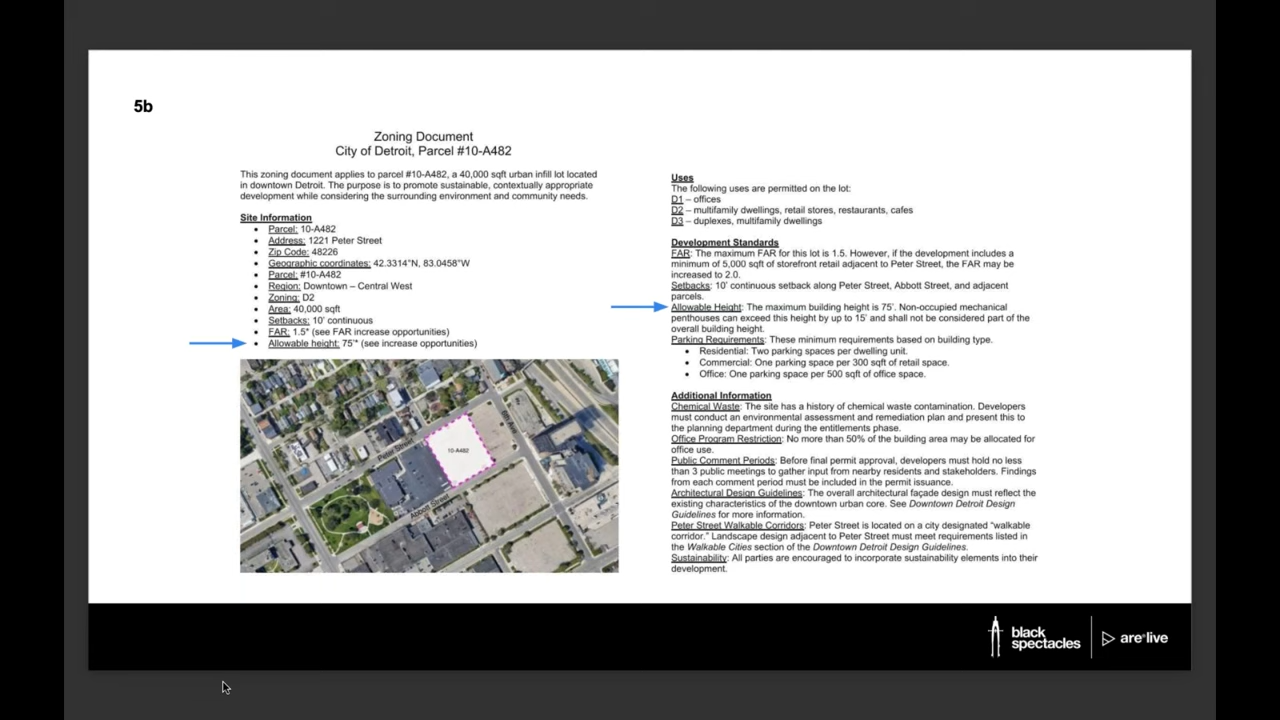 5b
Zoning Document
City of Detroit, Parcel #10-A482
This zoning document applies to parcel #10-A482, a 40,000 sqft urban infill lot located
in downtown Detroit. The purpose is to promote sustainable, contextually appropriate
development while considering the surrounding environment and community needs.
Site Information
• Parcel: 10-A482
• Address: 1221 Peter Street
• Zip Code: 48226
• Geographic coordinates: 42.3314°N, 83.0458°W
• Parcel: #10-A482
• Region: Downtown – Central West
• Zoning: D2
• Area: 40,000 sqft
• Setbacks: 10' continuous
• FAR: 1.5* (see FAR increase opportunities)
• Allowable height: 75'* (see increase opportunities)
Peter Street
10-A482
Abbott Street
Uses
The following uses are permitted on the lot:
D1 – offices
D2 – multifamily dwellings, retail stores, restaurants, cafes
D3 – duplexes, multifamily dwellings
Development Standards
FAR: The maximum FAR for this lot is 1.5. However, if the development includes a
minimum of 5,000 sqft of storefront retail adjacent to Peter Street, the FAR may be
increased to 2.0.
Setbacks: 10' continuous setback along Peter Street, Abbott Street, and adjacent
parcels.
Allowable Height: The maximum building height is 75'. Non-occupied mechanical
penthouses can exceed this height by up to 15' and shall not be considered part of the
overall building height.
Parking Requirements: These minimum requirements based on building type.
• Residential: Two parking spaces per dwelling unit.
• Commercial: One parking space per 300 sqft of retail space.
• Office: One parking space per 500 sqft of office space.
Additional Information
Chemical Waste: The site has a history of chemical waste contamination. Developers
must conduct an environmental assessment and remediation plan and present this to
the planning department during the entitlements phase.
Office Program Restriction: No more than 50% of the building area may be allocated for
office use.
Public Comment Periods: Before final permit approval, developers must hold no less
than 3 public meetings to gather input from nearby residents and stakeholders. Findings
from each comment period must be included in the permit issuance.
Architectural Design Guidelines: The overall architectural façade design must reflect the
existing characteristics of the downtown urban core. See Downtown Detroit Design
Guidelines for more information.
Peter Street Walkable Corridors: Peter Street is located on a city designated "walkable
corridor." Landscape design adjacent to Peter Street must meet requirements listed in
the Walkable Cities section of the Downtown Detroit Design Guidelines.
Sustainability: All parties are encouraged to incorporate sustainability elements into their
development.
black
spectacles
are live